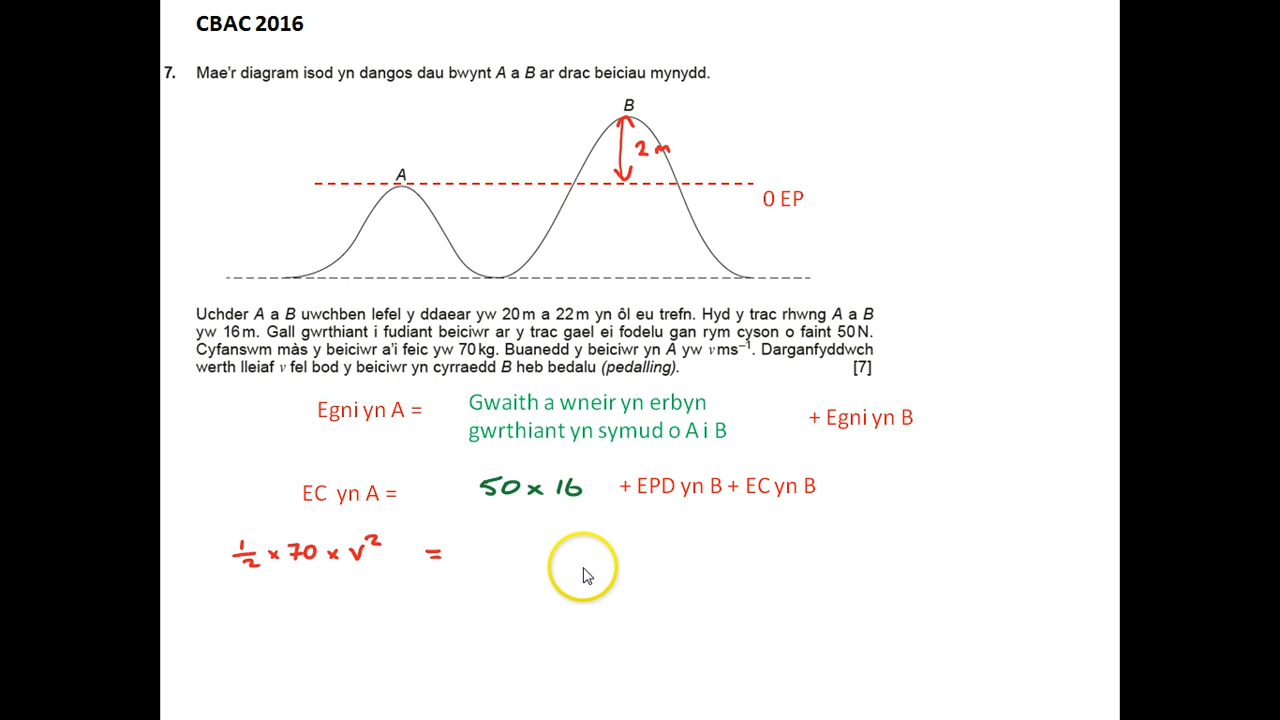 CBAC 2016
7. Mae'r diagram isod yn dangos dau bwynt A a B ar drac beiciau mynydd.
B
2 m
A
0 EP
Uchder A a B uwchben lefel y ddaear yw 20 m a 22 m yn ôl eu trefn. Hyd y trac rhwng A a B
yw 16 m. Gall gwrthiant i fudiant beiciwr ar y trac gael ei fodelu gan rym cyson o faint 50 N.
Cyfanswm màs y beiciwr a'i feic yw 70 kg. Buanedd y beiciwr yn A yw v ms⁻¹. Darganfyddwch
werth lleiaf v fel bod y beiciwr yn cyrraedd B heb bedalu (pedalling). [7]
Egni yn A = Gwaith a wneir yn erbyn
gwrthiant yn symud o A i B + Egni yn B
EC yn A = 50 × 16 + EPD yn B + EC yn B
½ × 70 × v² =